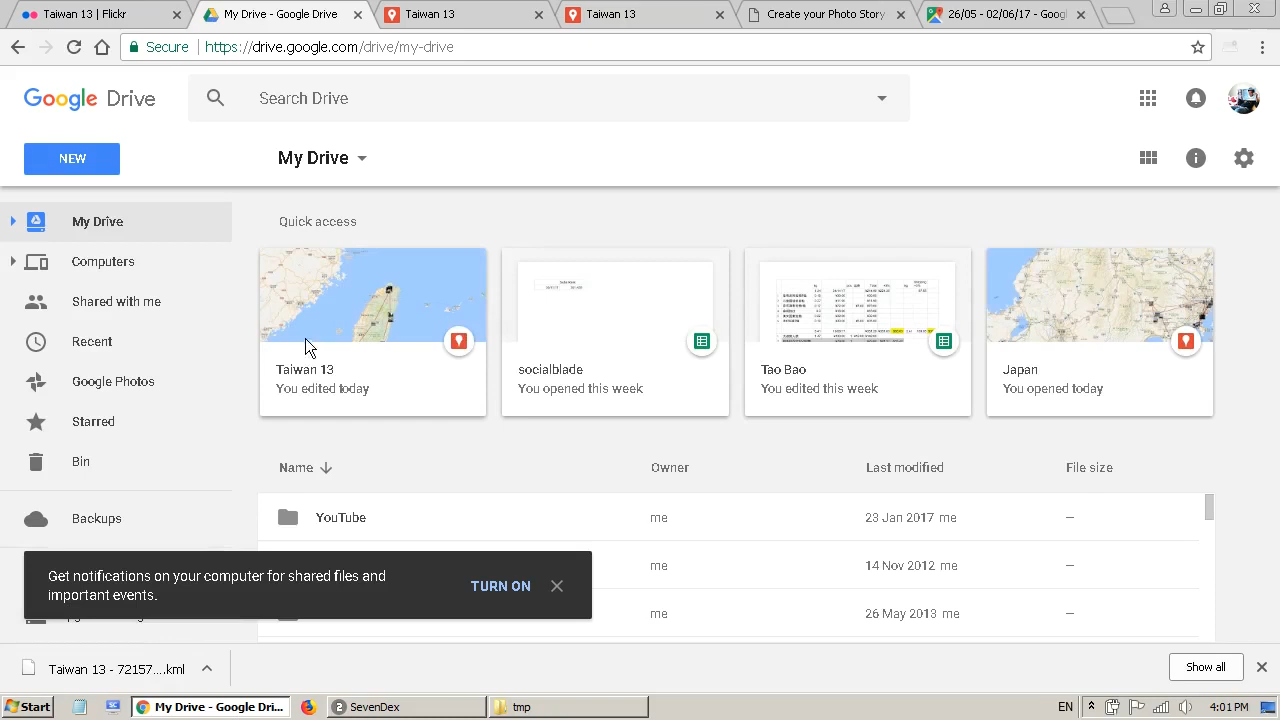 Taiwan 13 | Flickr
My Drive - Google Drive
Taiwan 13
Taiwan 13
Create your Photo Story
Secure
https://drive.google.com/drive/my-drive
Google Drive
Search Drive
NEW
My Drive
My Drive
Computers
Shared with me
Recent
Google Photos
Starred
Bin
Backups
Quick access
Taiwan 13
You edited today
socialblade
You opened this week
Tao Bao
You edited this week
Japan
You opened today
Name
Owner
Last modified
File size
YouTube
me
23 Jan 2017 me
–
me
14 Nov 2012 me
–
me
26 May 2013 me
–
Get notifications on your computer for shared files and
important events.
TURN ON
Taiwan 13 - 72157....kml
Show all
Start
My Drive - Google Dri...
SevenDex
tmp
EN
4:01 PM